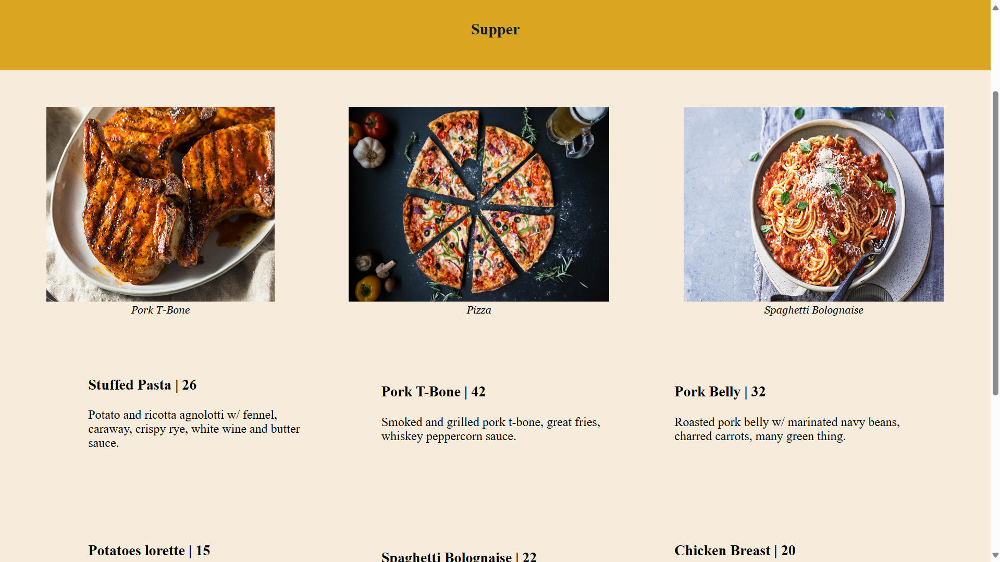 Supper
Pork T-Bone
Pizza
Spaghetti Bolognaise
Stuffed Pasta | 26
Potato and ricotta agnolotti w/ fennel,
caraway, crispy rye, white wine and butter
sauce.
Pork T-Bone | 42
Smoked and grilled pork t-bone, great fries,
whiskey peppercorn sauce.
Pork Belly | 32
Roasted pork belly w/ marinated navy beans,
charred carrots, many green thing.
Potatoes lorette | 15
Spaghetti Bolognaise | 22
Chicken Breast | 20